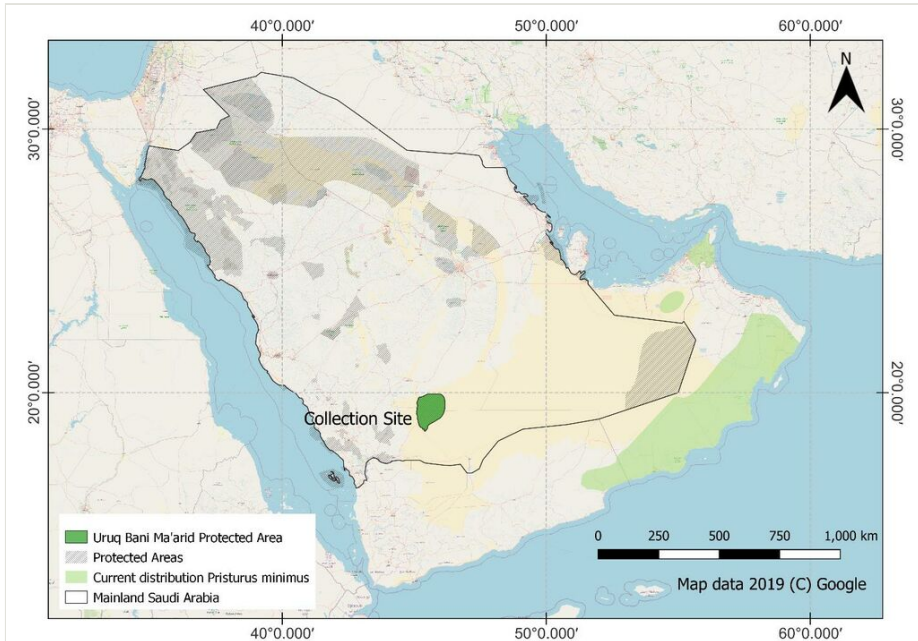 40°0.000′ 50°0.000′ 60°0.000′
N
30°0.000′ 30°0.000′
20°0.000′ 20°0.000′
Collection Site
Uruq Bani Ma'arid Protected Area
Protected Areas
Current distribution Pristurus minimus
Mainland Saudi Arabia
0 250 500 750 1,000 km
Map data 2019 (C) Google
40°0.000′ 50°0.000′ 60°0.000′